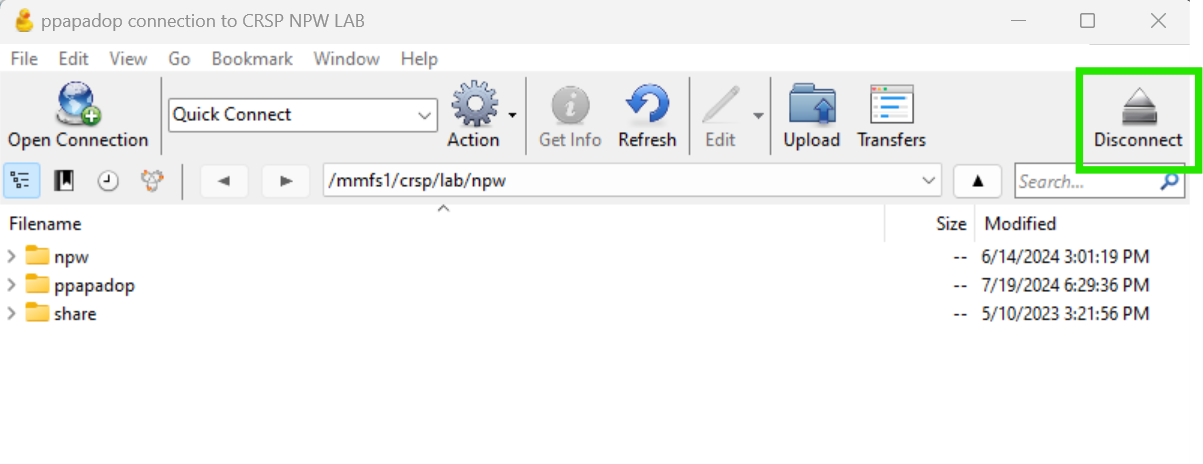 ppapadop connection to CRSP NPW LAB
File Edit View Go Bookmark Window Help
Open Connection Quick Connect Action Get Info Refresh Edit Upload Transfers Disconnect
/mmfs1/crsp/lab/npw Search...
Filename Size Modified
npw -- 6/14/2024 3:01:19 PM
ppapadop -- 7/19/2024 6:29:36 PM
share -- 5/10/2023 3:21:56 PM